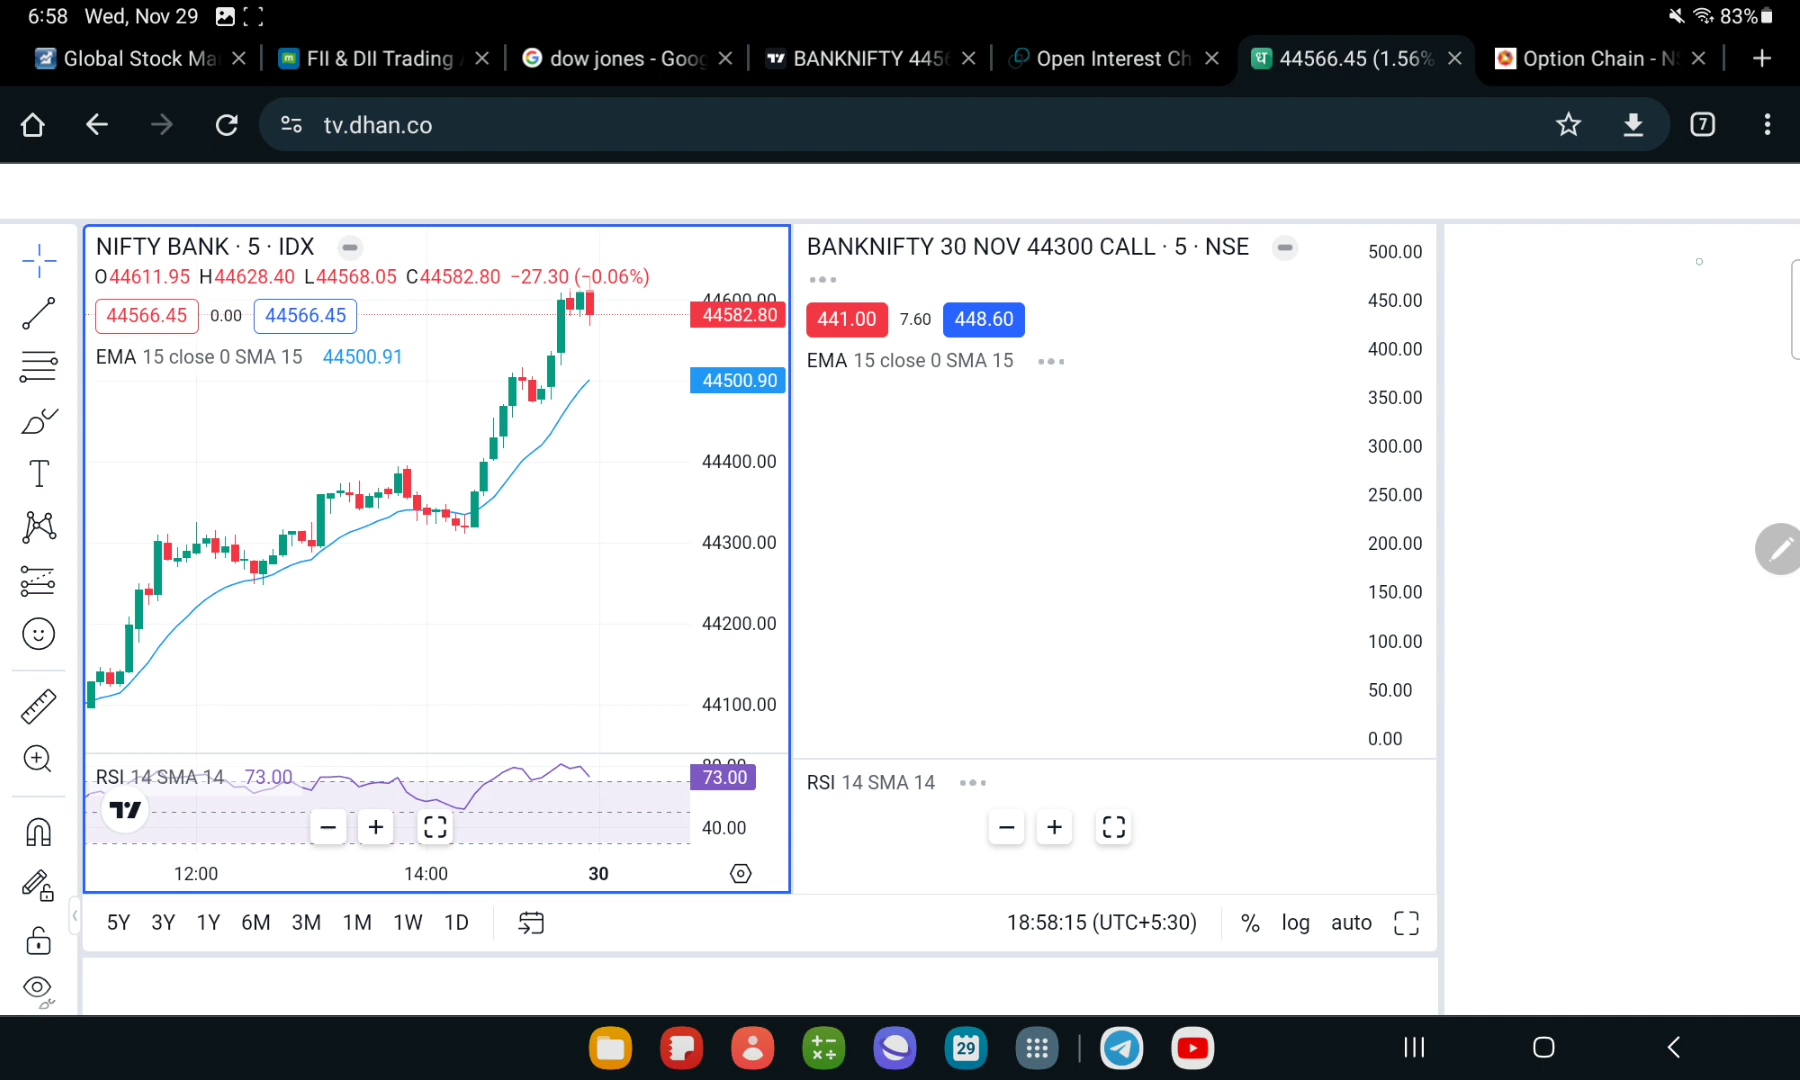 6:58 Wed, Nov 29
83%
Global Stock Ma
FII & DII Trading
dow jones - Goog
BANKNIFTY 4456
Open Interest Ch
44566.45 (1.56%
Option Chain - NS
tv.dhan.co
7
NIFTY BANK · 5 · IDX
O44611.95 H44628.40 L44568.05 C44582.80 −27.30 (−0.06%)
44566.45 0.00 44566.45
EMA 15 close 0 SMA 15 44500.91
44600.00
44582.80
44500.90
44400.00
44300.00
44200.00
44100.00
RSI 14 SMA 14 73.00
80.00
73.00
40.00
12:00 14:00 30
BANKNIFTY 30 NOV 44300 CALL · 5 · NSE
441.00 7.60 448.60
EMA 15 close 0 SMA 15
500.00
450.00
400.00
350.00
300.00
250.00
200.00
150.00
100.00
50.00
0.00
RSI 14 SMA 14
5Y 3Y 1Y 6M 3M 1M 1W 1D
18:58:15 (UTC+5:30) % log auto
29